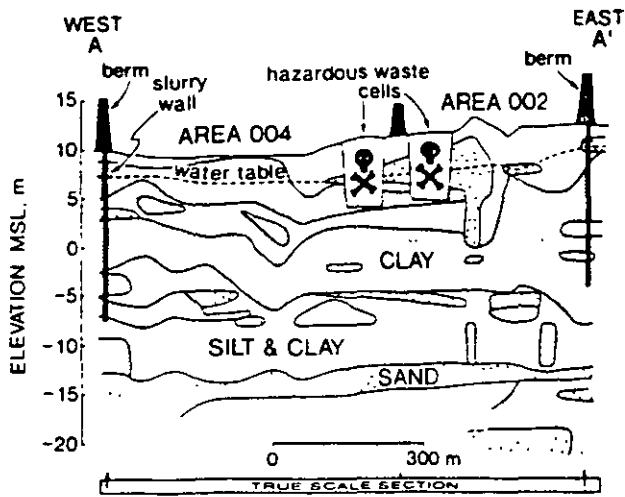 WEST
A
EAST
A'
berm
slurry
wall
hazardous waste
cells
berm
AREA 004
AREA 002
water table
CLAY
SILT & CLAY
SAND
ELEVATION MSL, m
15
10
5
0
-5
-10
-15
-20
0 300 m
TRUE SCALE SECTION